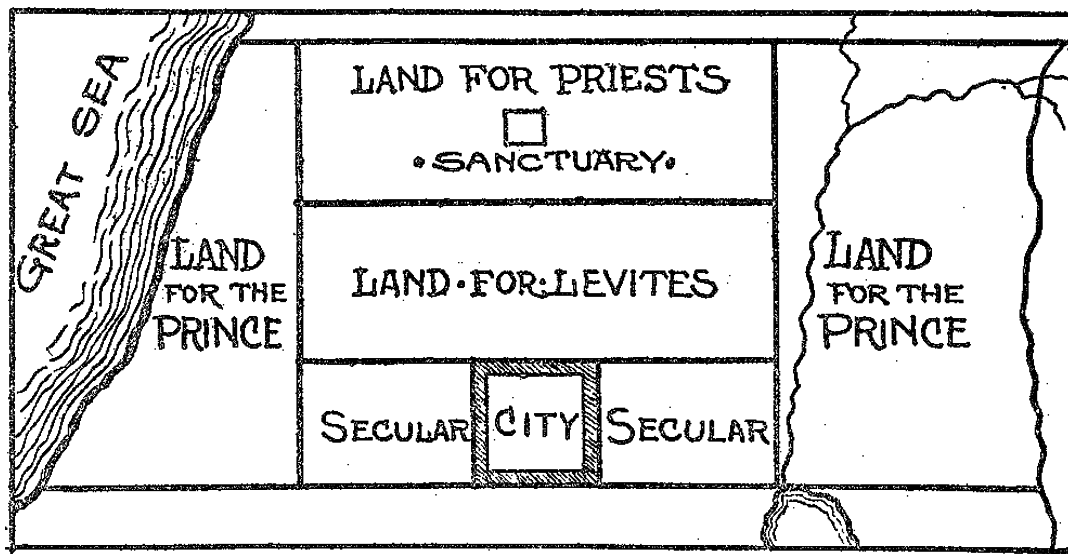 LAND FOR PRIESTS
•SANCTUARY•
GREAT SEA
LAND
FOR THE
PRINCE
LAND·FOR:LEVITES
LAND
FOR THE
PRINCE
SECULAR
CITY
SECULAR